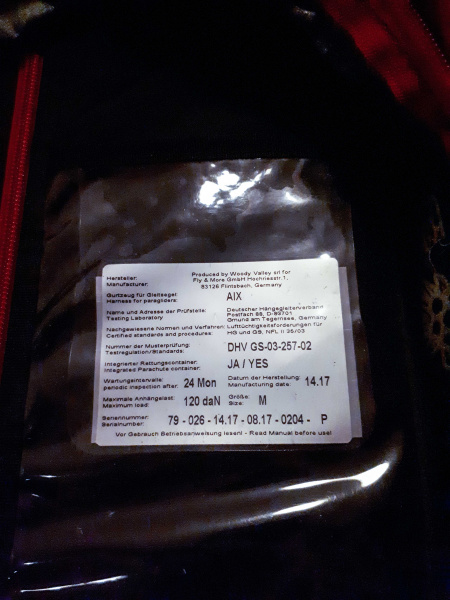 Hersteller: Produced by Woody Valley srl for
Manufacturer: Fly & More GmbH Hochriesstr.1,
83126 Flintsbach, Germany
Gurtzeug für Gleitsegel: AIX
Harness for paragliders:
Name und Adresse der Prüfstelle: Deutscher Hängegleiterverband
Testing Laboratory Postfach 88, D-83701
Gmund am Tegernsee, Germany
Nachgewiesene Normen und Verfahren: Lufttüchtigkeitsforderungen für
Certified standards and procedures: HG und GS, NFL II 35/03
Nummer der Musterprüfung: DHV GS-03-257-02
Testregulation/Standards:
Integrierter Rettungscontainer: JA / YES
Integrated Parachute container:
Wartungsintervalle: 24 Mon Datum der Herstellung: 14.17
periodic inspection after: Manufacturing date:
Maximale Anhängelast: 120 daN Größe: M
Maximum load: Size:
Seriennummer: 79 - 026 - 14.17 - 08.17 - 0204 - P
Serialnumber:
Vor Gebrauch Betriebsanweisung lesen! - Read Manual before use!